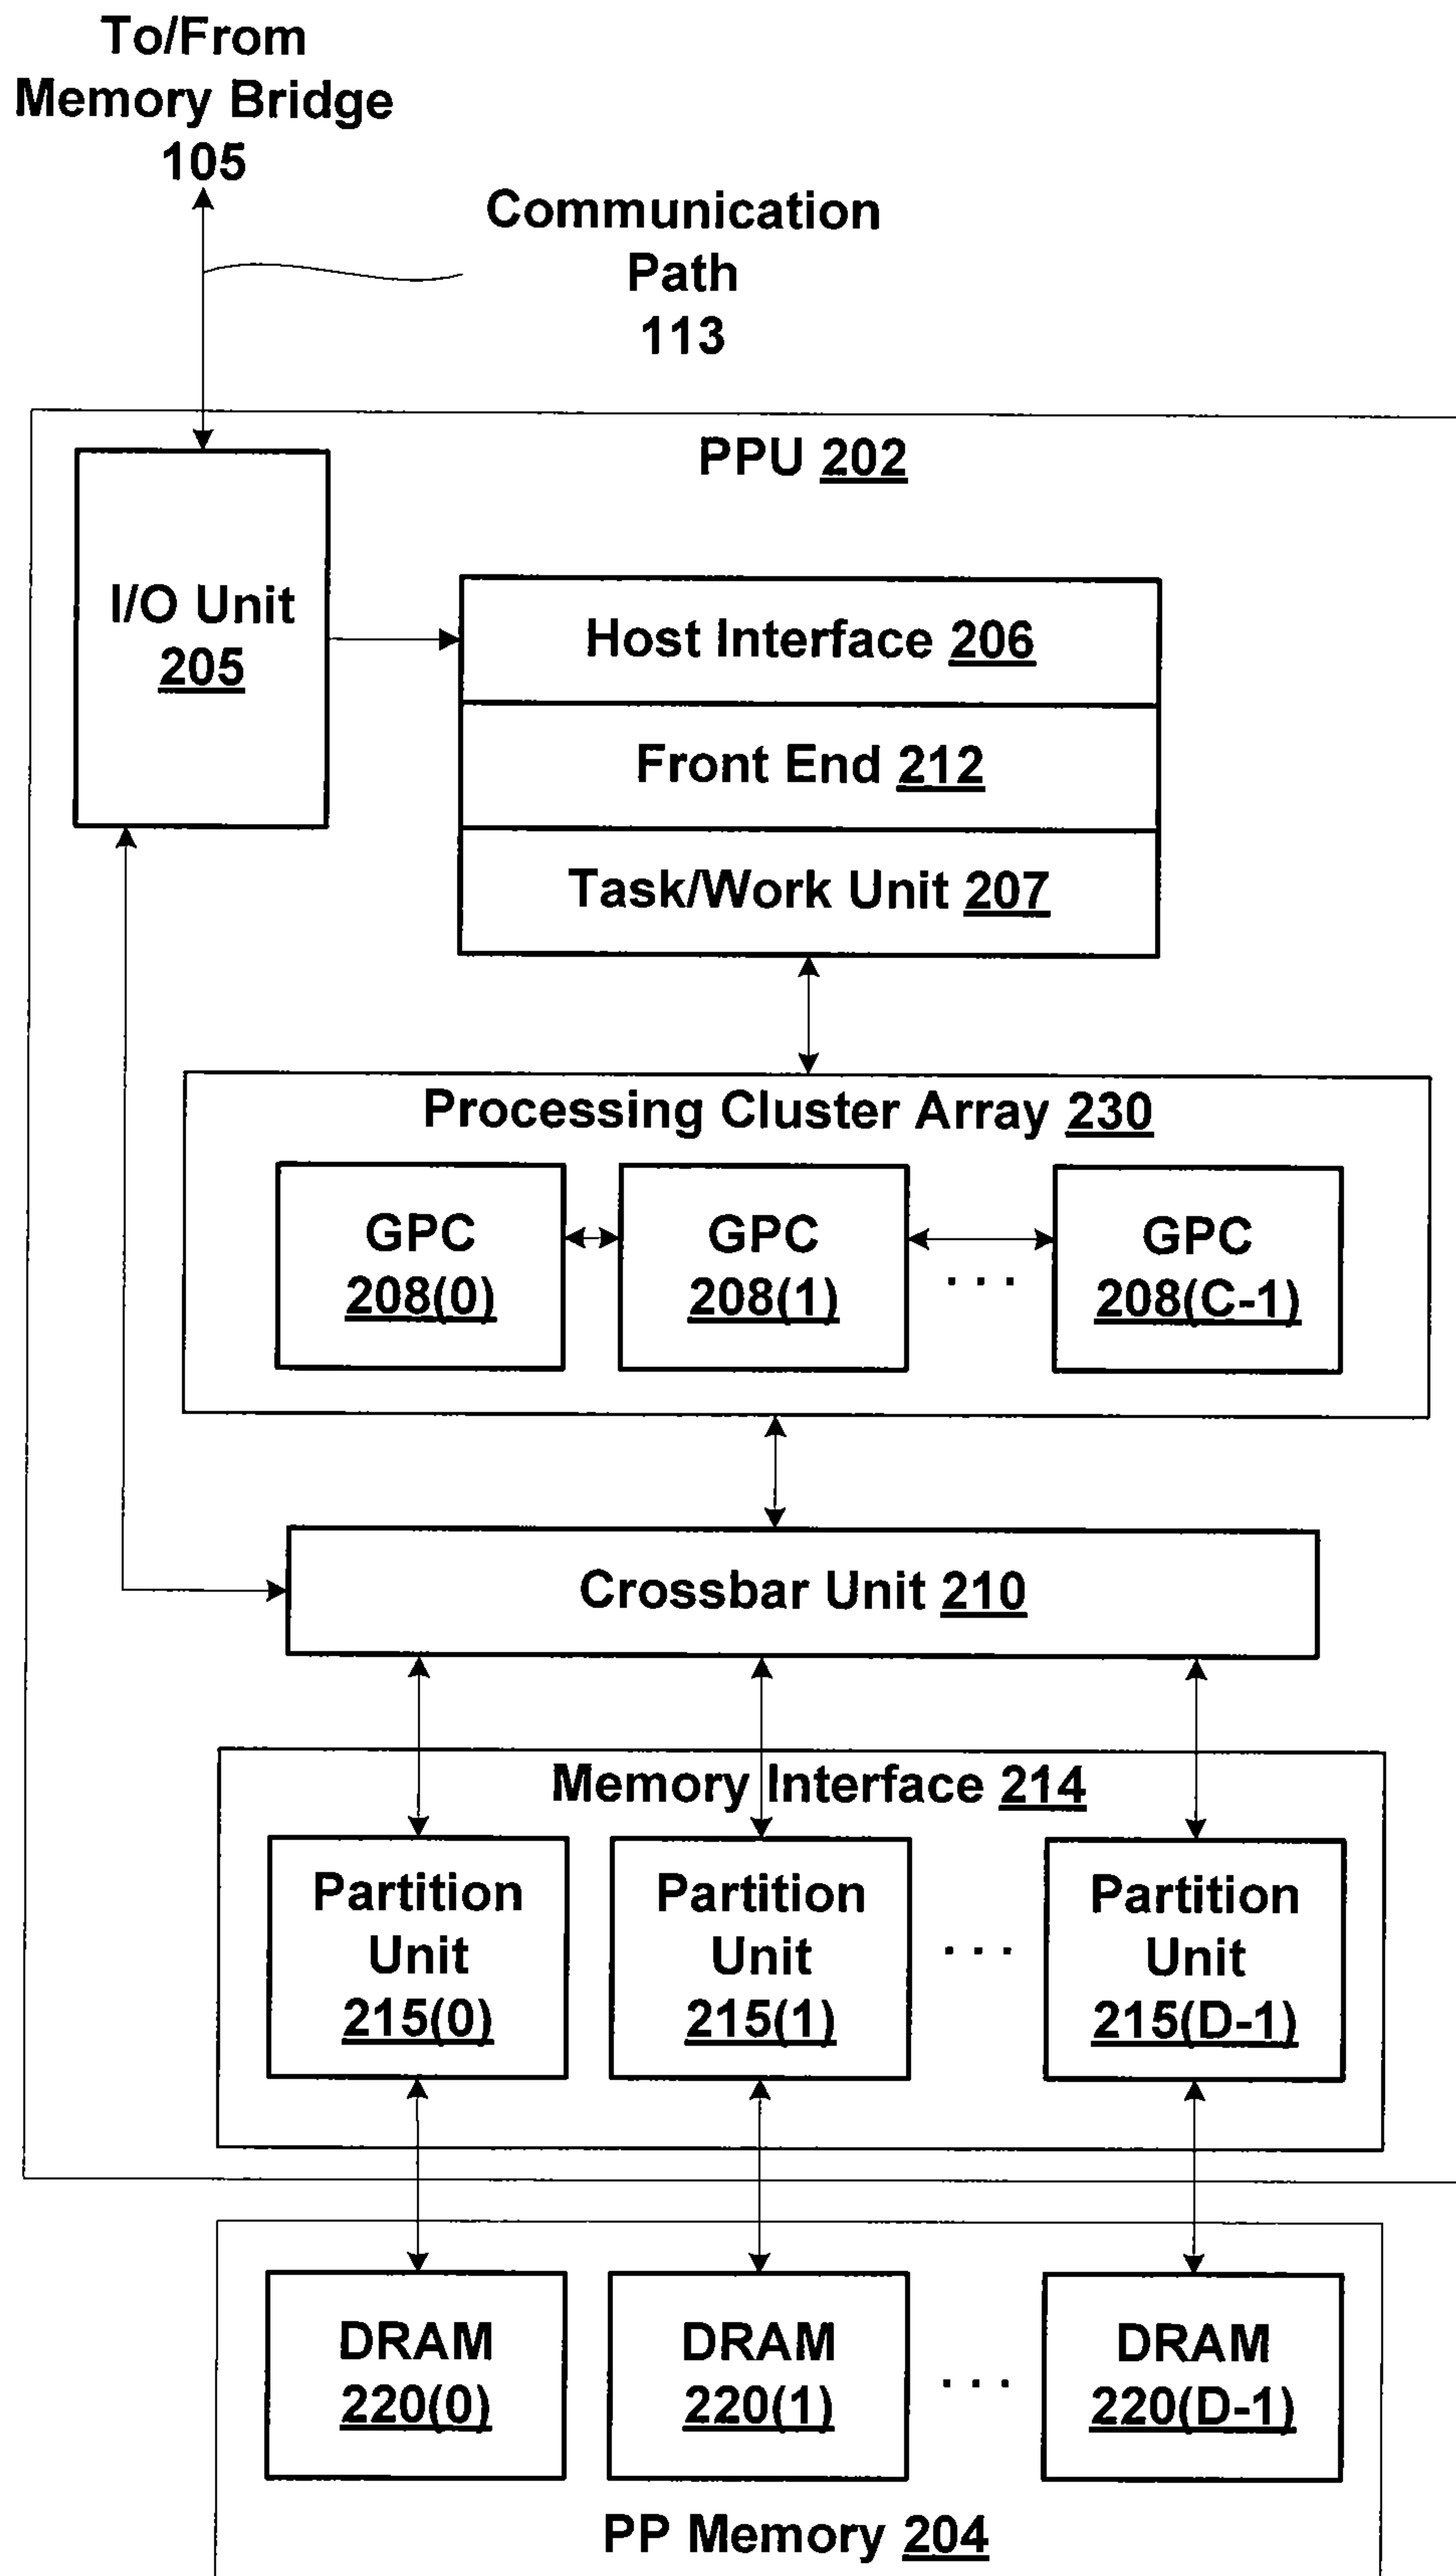 To/From
Memory Bridge
105
Communication
Path
113
PPU 202
I/O Unit
205
Host Interface 206
Front End 212
Task/Work Unit 207
Processing Cluster Array 230
GPC
208(0)
GPC
208(1)
. . .
GPC
208(C-1)
Crossbar Unit 210
Memory Interface 214
Partition
Unit
215(0)
Partition
Unit
215(1)
. . .
Partition
Unit
215(D-1)
DRAM
220(0)
DRAM
220(1)
. . .
DRAM
220(D-1)
PP Memory 204